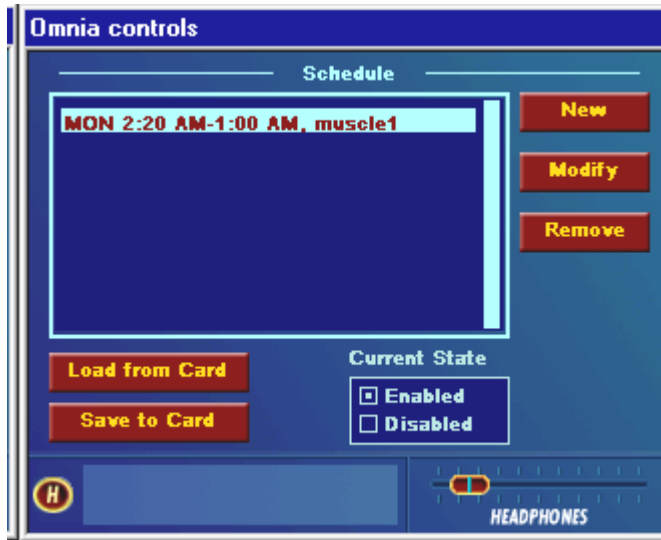 Omnia controls
Schedule
MON 2:20 AM-1:00 AM, muscle1
New
Modify
Remove
Load from Card
Save to Card
Current State
Enabled
Disabled
H
HEADPHONES